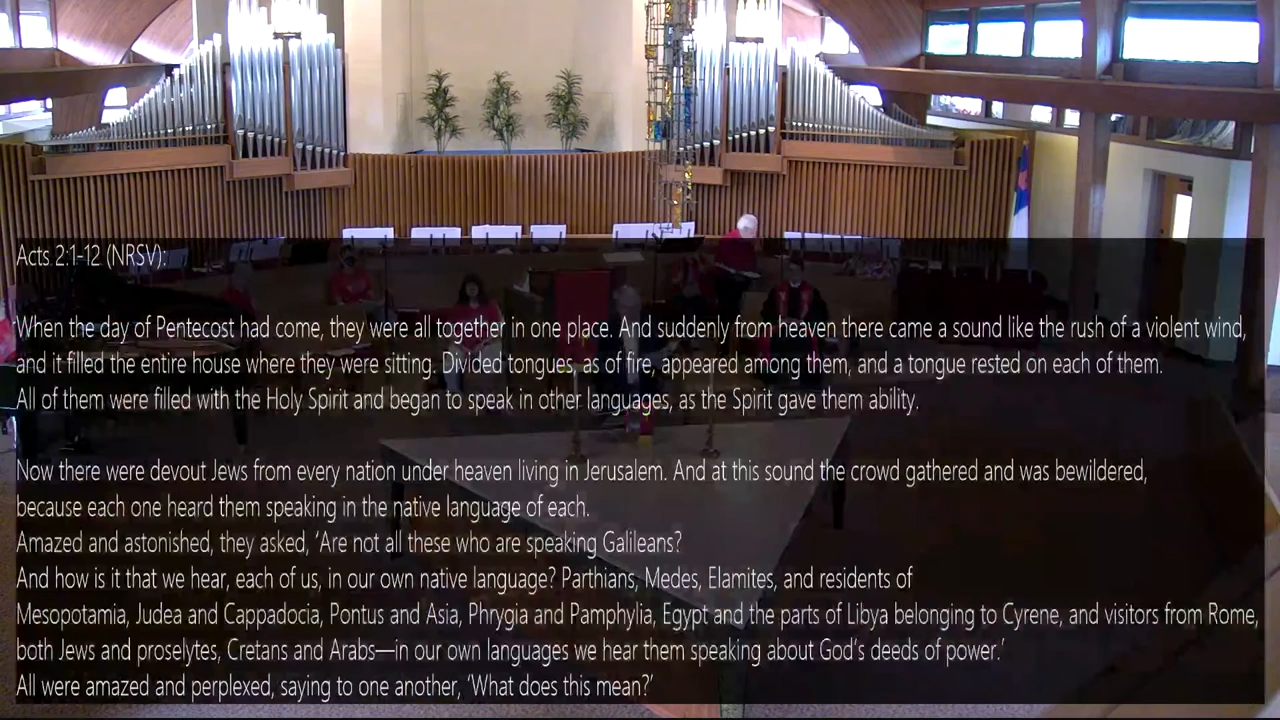 Acts 2:1-12 (NRSV):
When the day of Pentecost had come, they were all together in one place. And suddenly from heaven there came a sound like the rush of a violent wind,
and it filled the entire house where they were sitting. Divided tongues, as of fire, appeared among them, and a tongue rested on each of them.
All of them were filled with the Holy Spirit and began to speak in other languages, as the Spirit gave them ability.
Now there were devout Jews from every nation under heaven living in Jerusalem. And at this sound the crowd gathered and was bewildered,
because each one heard them speaking in the native language of each.
Amazed and astonished, they asked, ‘Are not all these who are speaking Galileans?
And how is it that we hear, each of us, in our own native language? Parthians, Medes, Elamites, and residents of
Mesopotamia, Judea and Cappadocia, Pontus and Asia, Phrygia and Pamphylia, Egypt and the parts of Libya belonging to Cyrene, and visitors from Rome,
both Jews and proselytes, Cretans and Arabs—in our own languages we hear them speaking about God’s deeds of power.’
All were amazed and perplexed, saying to one another, ‘What does this mean?’